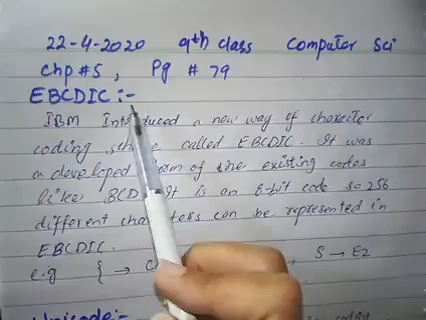 22-4-2020 9th class Computer Sci
Chp #5, Pg # 79
EBCDIC:-
IBM Introduced a new way of character
coding called EBCDIC. It was
a developed of the existing codes
like BCD. It is an 8-bit code so 256
different characters can be represented in
EBCDIC.
e.g { → , S → E2
Unicode:-